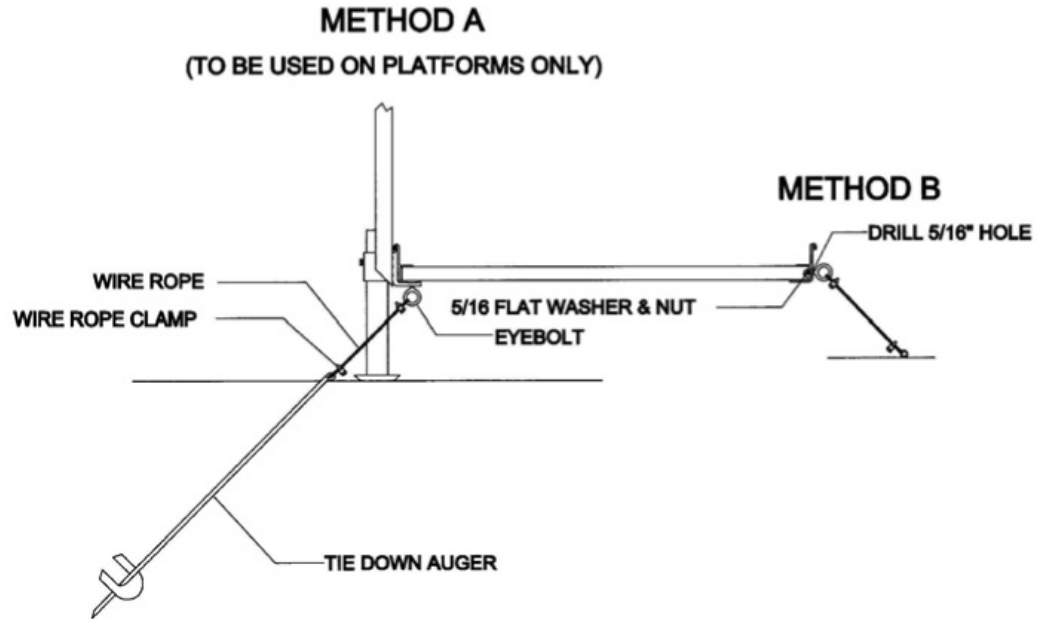 METHOD A
(TO BE USED ON PLATFORMS ONLY)
METHOD B
DRILL 5/16" HOLE
WIRE ROPE
5/16 FLAT WASHER & NUT
WIRE ROPE CLAMP
EYEBOLT
TIE DOWN AUGER